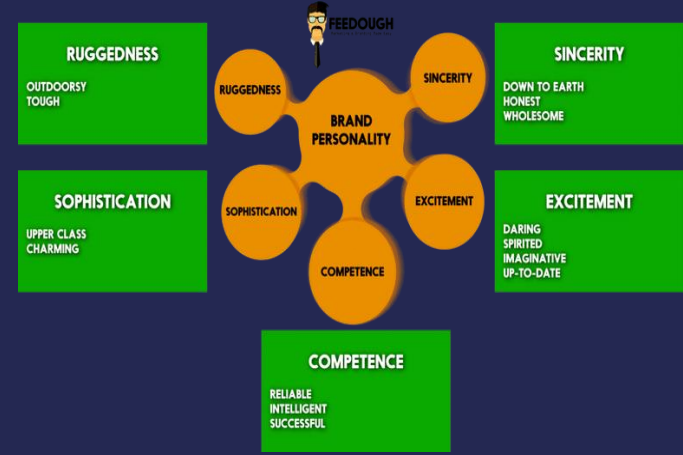 FEEDOUGH
RUGGEDNESS
OUTDOORSY
TOUGH
SINCERITY
DOWN TO EARTH
HONEST
WHOLESOME
RUGGEDNESS
SINCERITY
BRAND
PERSONALITY
SOPHISTICATION
EXCITEMENT
COMPETENCE
SOPHISTICATION
UPPER CLASS
CHARMING
EXCITEMENT
DARING
SPIRITED
IMAGINATIVE
UP-TO-DATE
COMPETENCE
RELIABLE
INTELLIGENT
SUCCESSFUL